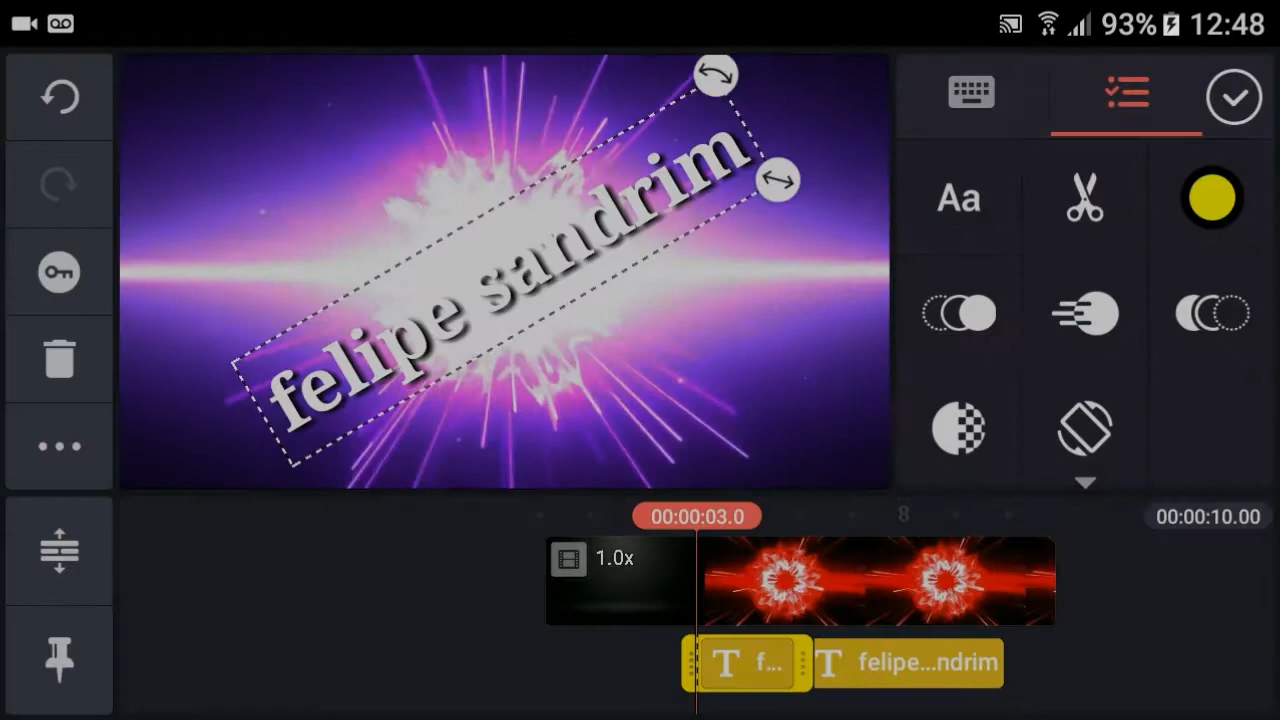 93% 12:48
felipe sandrim
Aa
00:00:03.0
8
00:00:10.00
1.0x
T f...
T felipe...ndrim